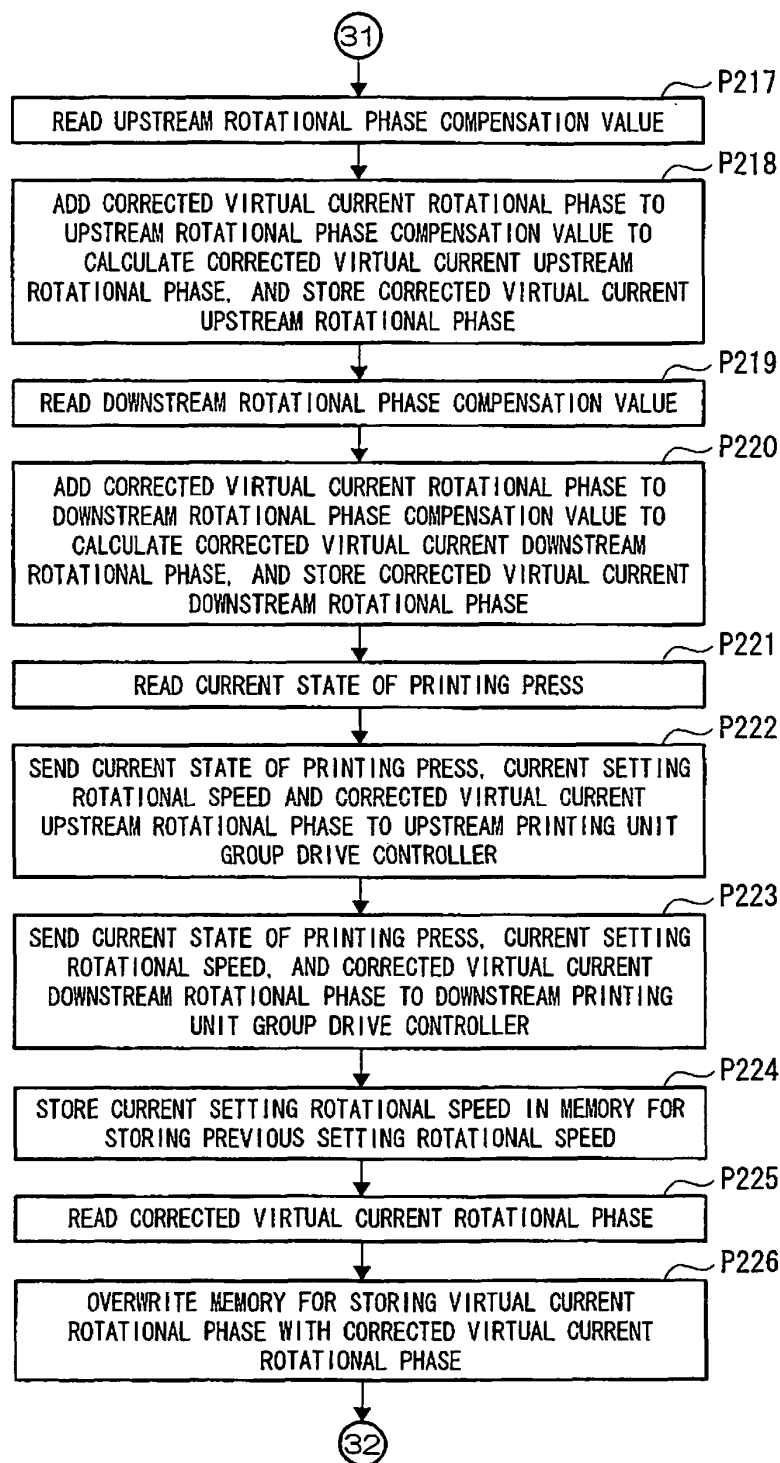 31
P217
READ UPSTREAM ROTATIONAL PHASE COMPENSATION VALUE
P218
ADD CORRECTED VIRTUAL CURRENT ROTATIONAL PHASE TO
UPSTREAM ROTATIONAL PHASE COMPENSATION VALUE TO
CALCULATE CORRECTED VIRTUAL CURRENT UPSTREAM
ROTATIONAL PHASE, AND STORE CORRECTED VIRTUAL CURRENT
UPSTREAM ROTATIONAL PHASE
P219
READ DOWNSTREAM ROTATIONAL PHASE COMPENSATION VALUE
P220
ADD CORRECTED VIRTUAL CURRENT ROTATIONAL PHASE TO
DOWNSTREAM ROTATIONAL PHASE COMPENSATION VALUE TO
CALCULATE CORRECTED VIRTUAL CURRENT DOWNSTREAM
ROTATIONAL PHASE, AND STORE CORRECTED VIRTUAL CURRENT
DOWNSTREAM ROTATIONAL PHASE
P221
READ CURRENT STATE OF PRINTING PRESS
P222
SEND CURRENT STATE OF PRINTING PRESS, CURRENT SETTING
ROTATIONAL SPEED AND CORRECTED VIRTUAL CURRENT
UPSTREAM ROTATIONAL PHASE TO UPSTREAM PRINTING UNIT
GROUP DRIVE CONTROLLER
P223
SEND CURRENT STATE OF PRINTING PRESS, CURRENT SETTING
ROTATIONAL SPEED, AND CORRECTED VIRTUAL CURRENT
DOWNSTREAM ROTATIONAL PHASE TO DOWNSTREAM PRINTING
UNIT GROUP DRIVE CONTROLLER
P224
STORE CURRENT SETTING ROTATIONAL SPEED IN MEMORY FOR
STORING PREVIOUS SETTING ROTATIONAL SPEED
P225
READ CORRECTED VIRTUAL CURRENT ROTATIONAL PHASE
P226
OVERWRITE MEMORY FOR STORING VIRTUAL CURRENT
ROTATIONAL PHASE WITH CORRECTED VIRTUAL CURRENT
ROTATIONAL PHASE
32